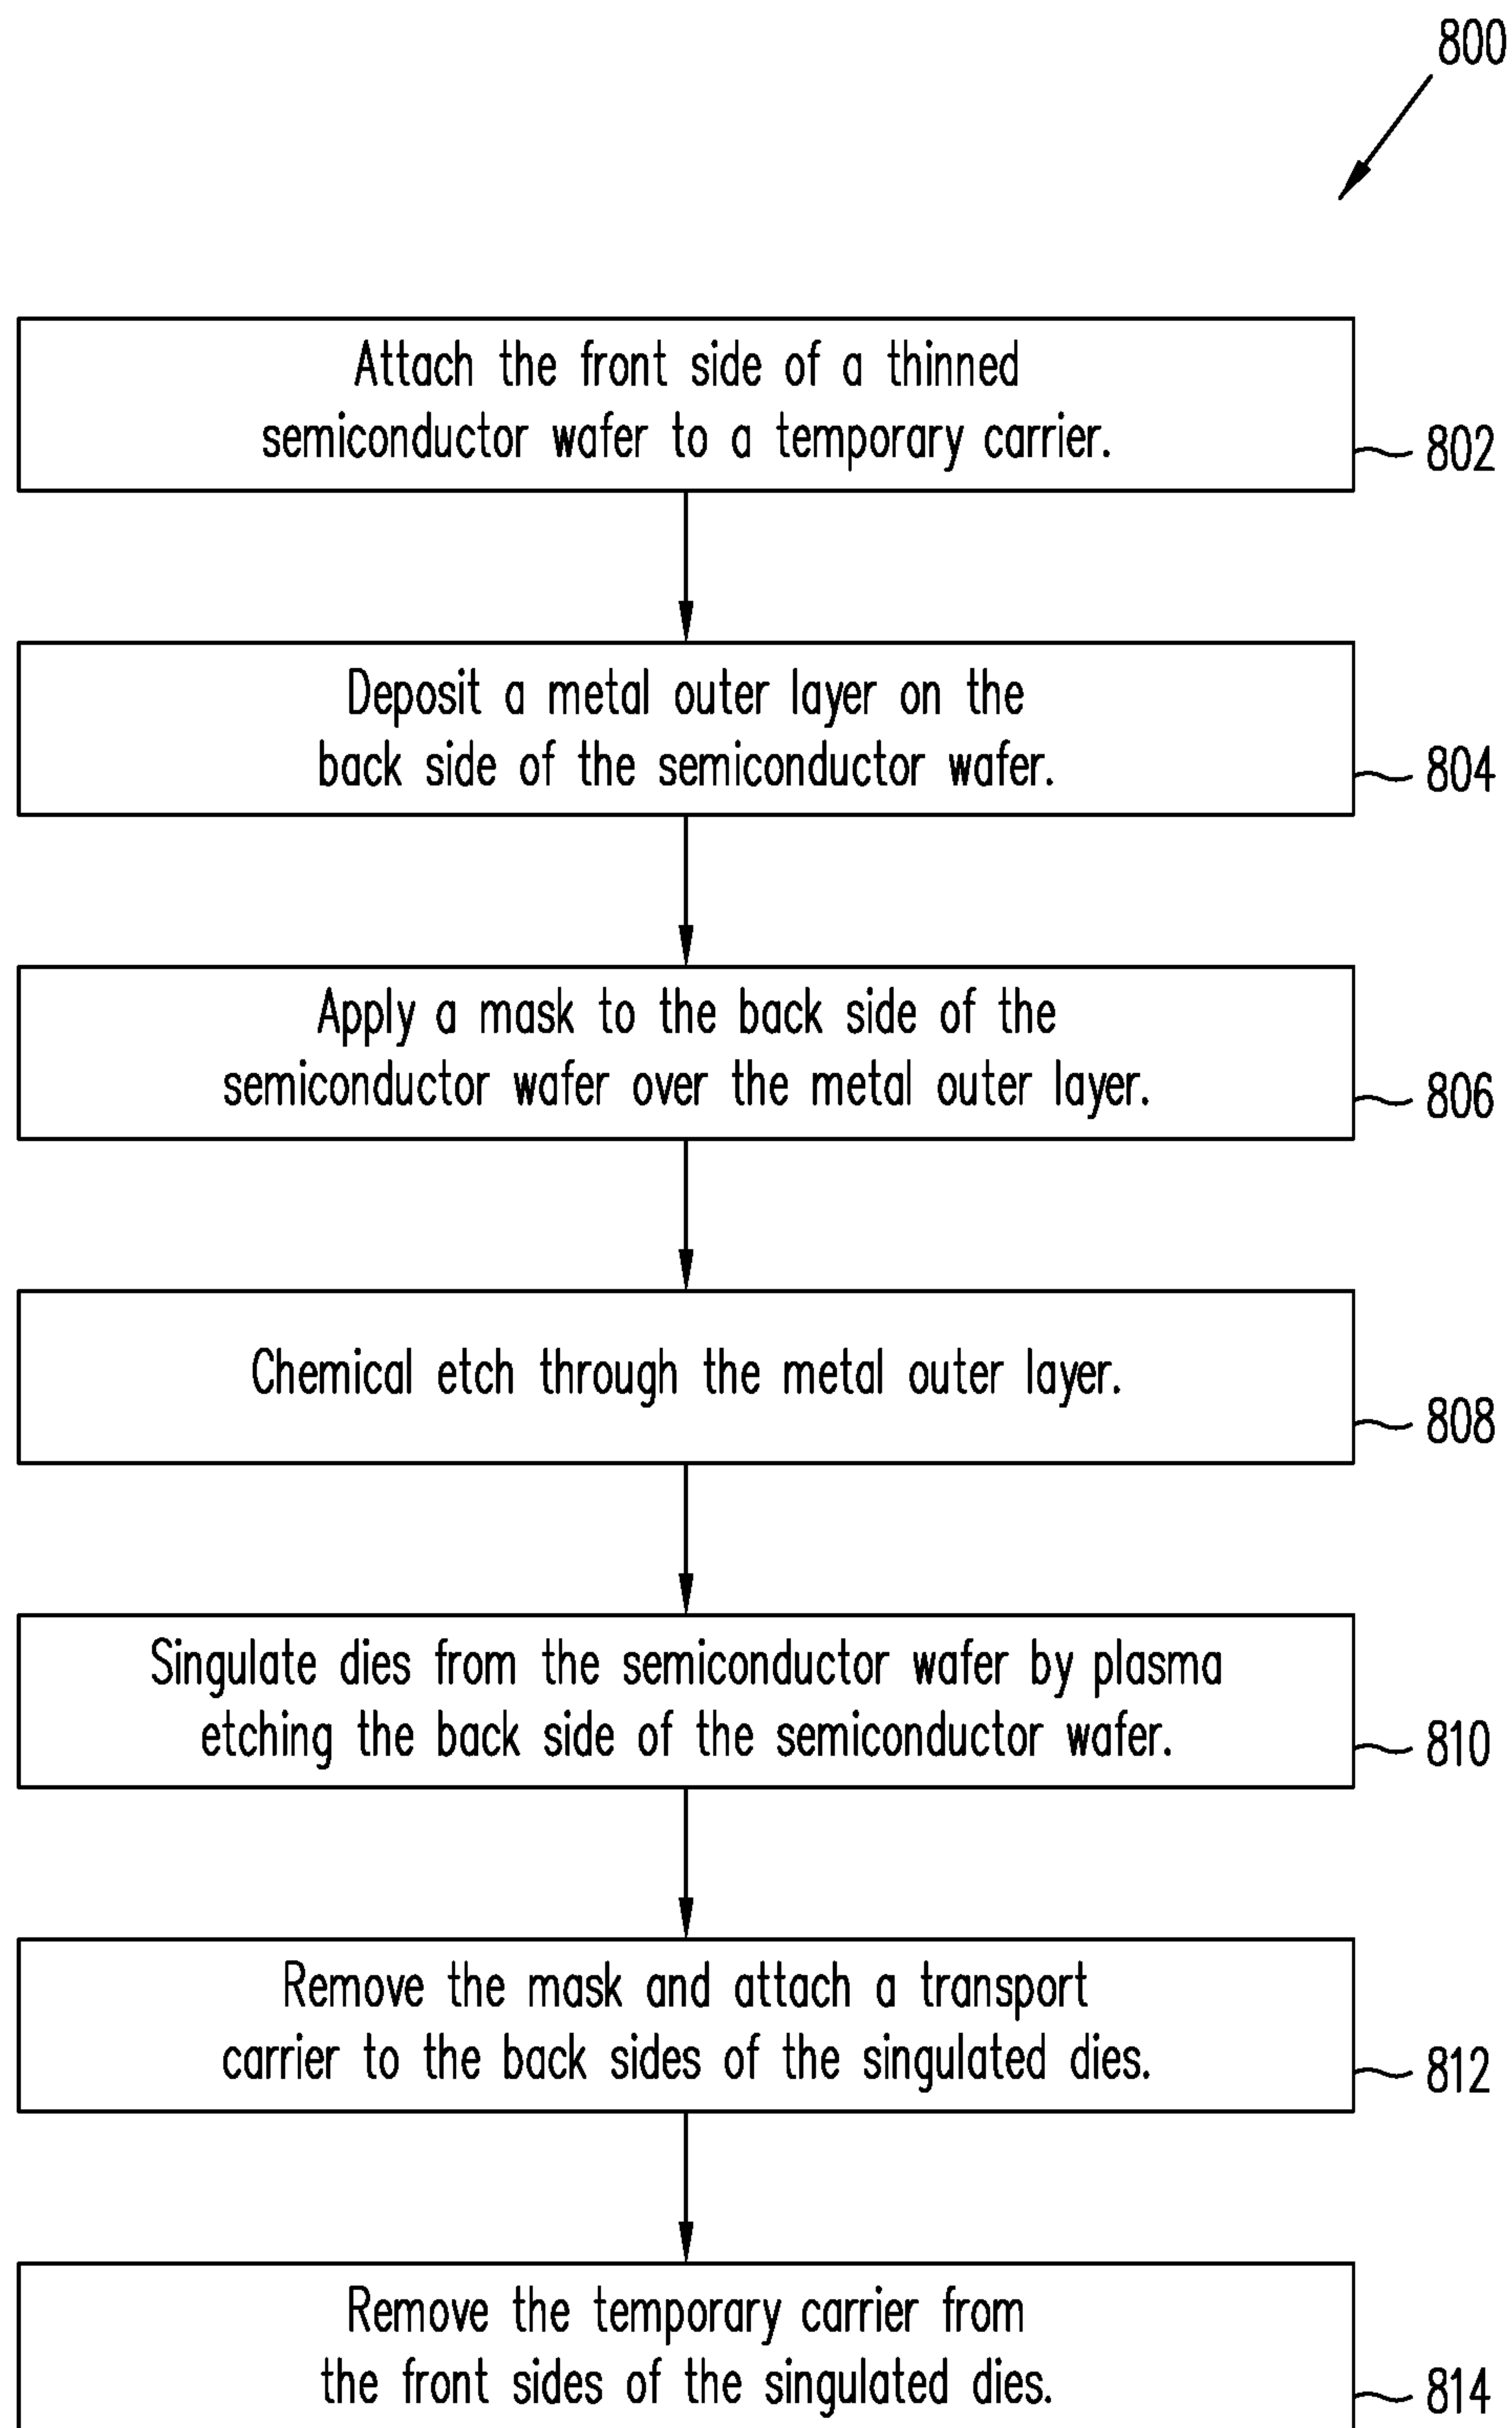 800
Attach the front side of a thinned
semiconductor wafer to a temporary carrier.
802
Deposit a metal outer layer on the
back side of the semiconductor wafer.
804
Apply a mask to the back side of the
semiconductor wafer over the metal outer layer.
806
Chemical etch through the metal outer layer.
808
Singulate dies from the semiconductor wafer by plasma
etching the back side of the semiconductor wafer.
810
Remove the mask and attach a transport
carrier to the back sides of the singulated dies.
812
Remove the temporary carrier from
the front sides of the singulated dies.
814